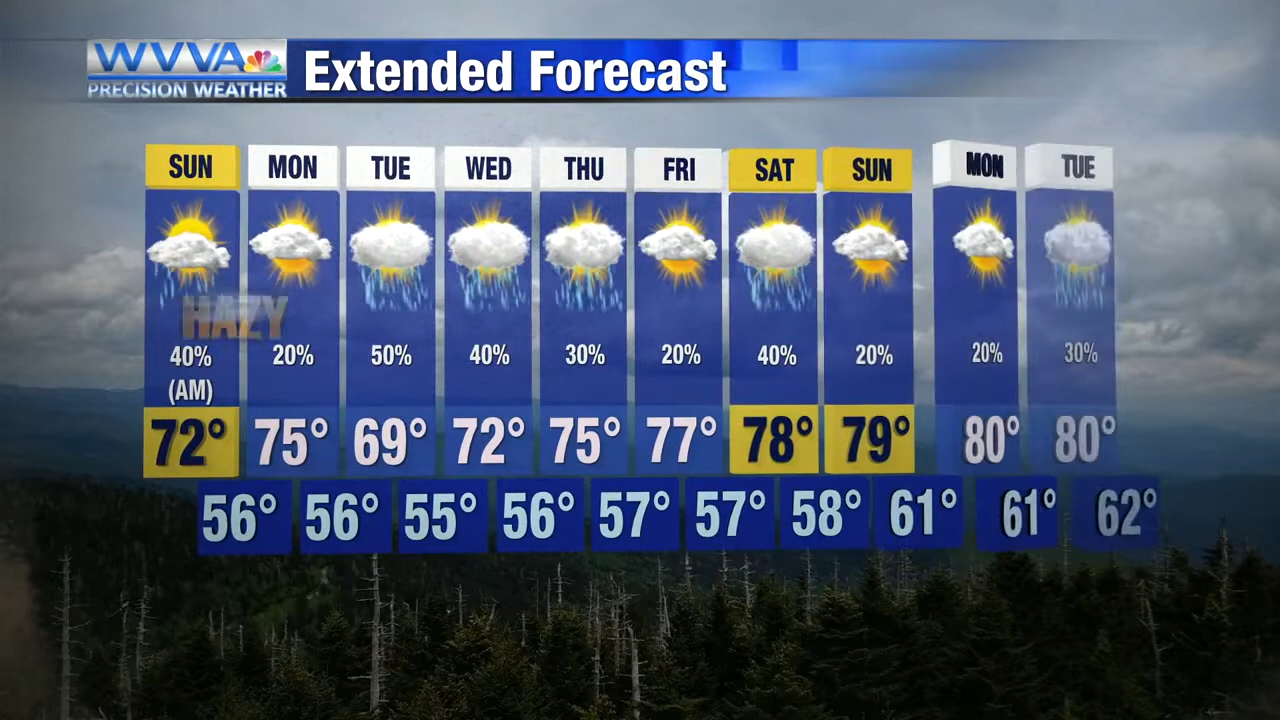 WVVA
PRECISION WEATHER
Extended Forecast
SUN MON TUE WED THU FRI SAT SUN MON TUE
HAZY
40% 20% 50% 40% 30% 20% 40% 20% 20% 30%
(AM)
72° 75° 69° 72° 75° 77° 78° 79° 80° 80°
56° 56° 55° 56° 57° 57° 58° 61° 61° 62°